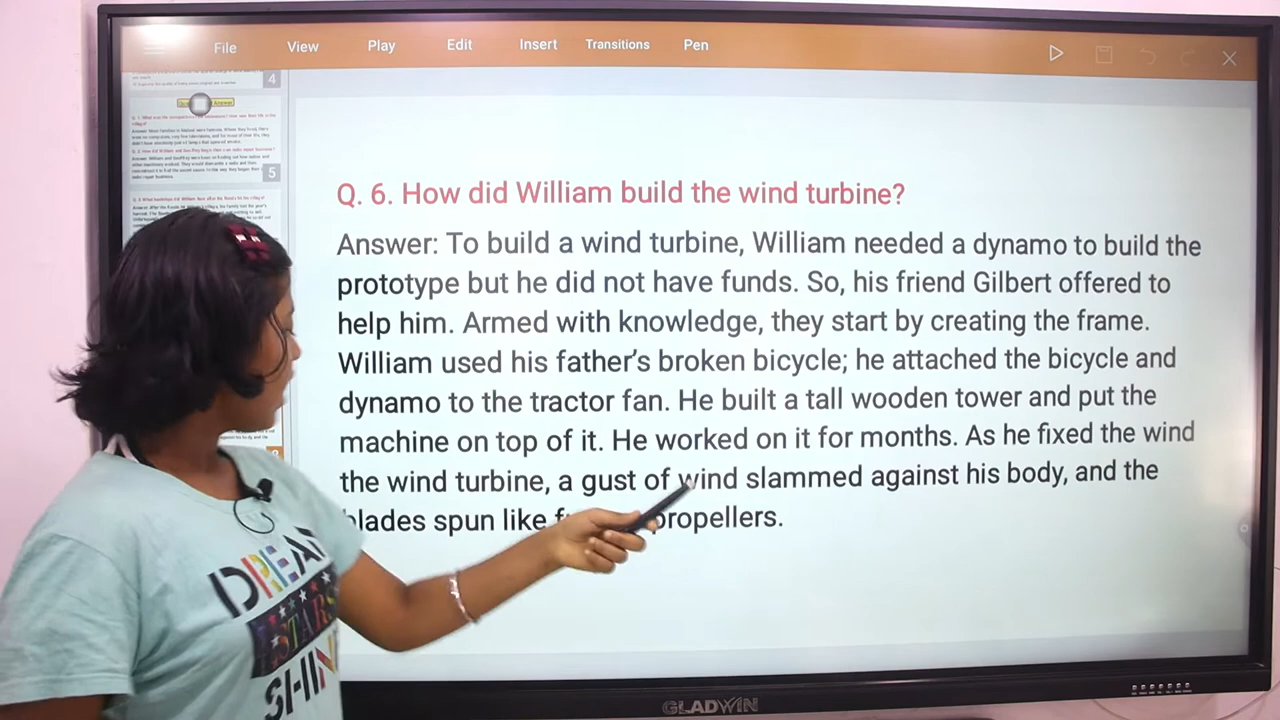 File View Play Edit Insert Transitions Pen
4
5
Q. 6. How did William build the wind turbine?
Answer: To build a wind turbine, William needed a dynamo to build the
prototype but he did not have funds. So, his friend Gilbert offered to
help him. Armed with knowledge, they start by creating the frame.
William used his father's broken bicycle; he attached the bicycle and
dynamo to the tractor fan. He built a tall wooden tower and put the
machine on top of it. He worked on it for months. As he fixed the wind
the wind turbine, a gust of wind slammed against his body, and the
blades spun like propellers.
DREAM
STARS
SHIN
GLADWIN